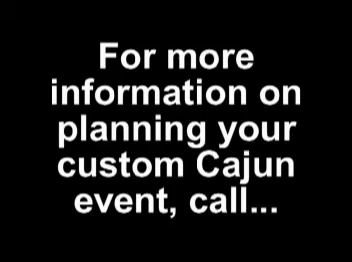 For more
information on
planning your
custom Cajun
event, call...